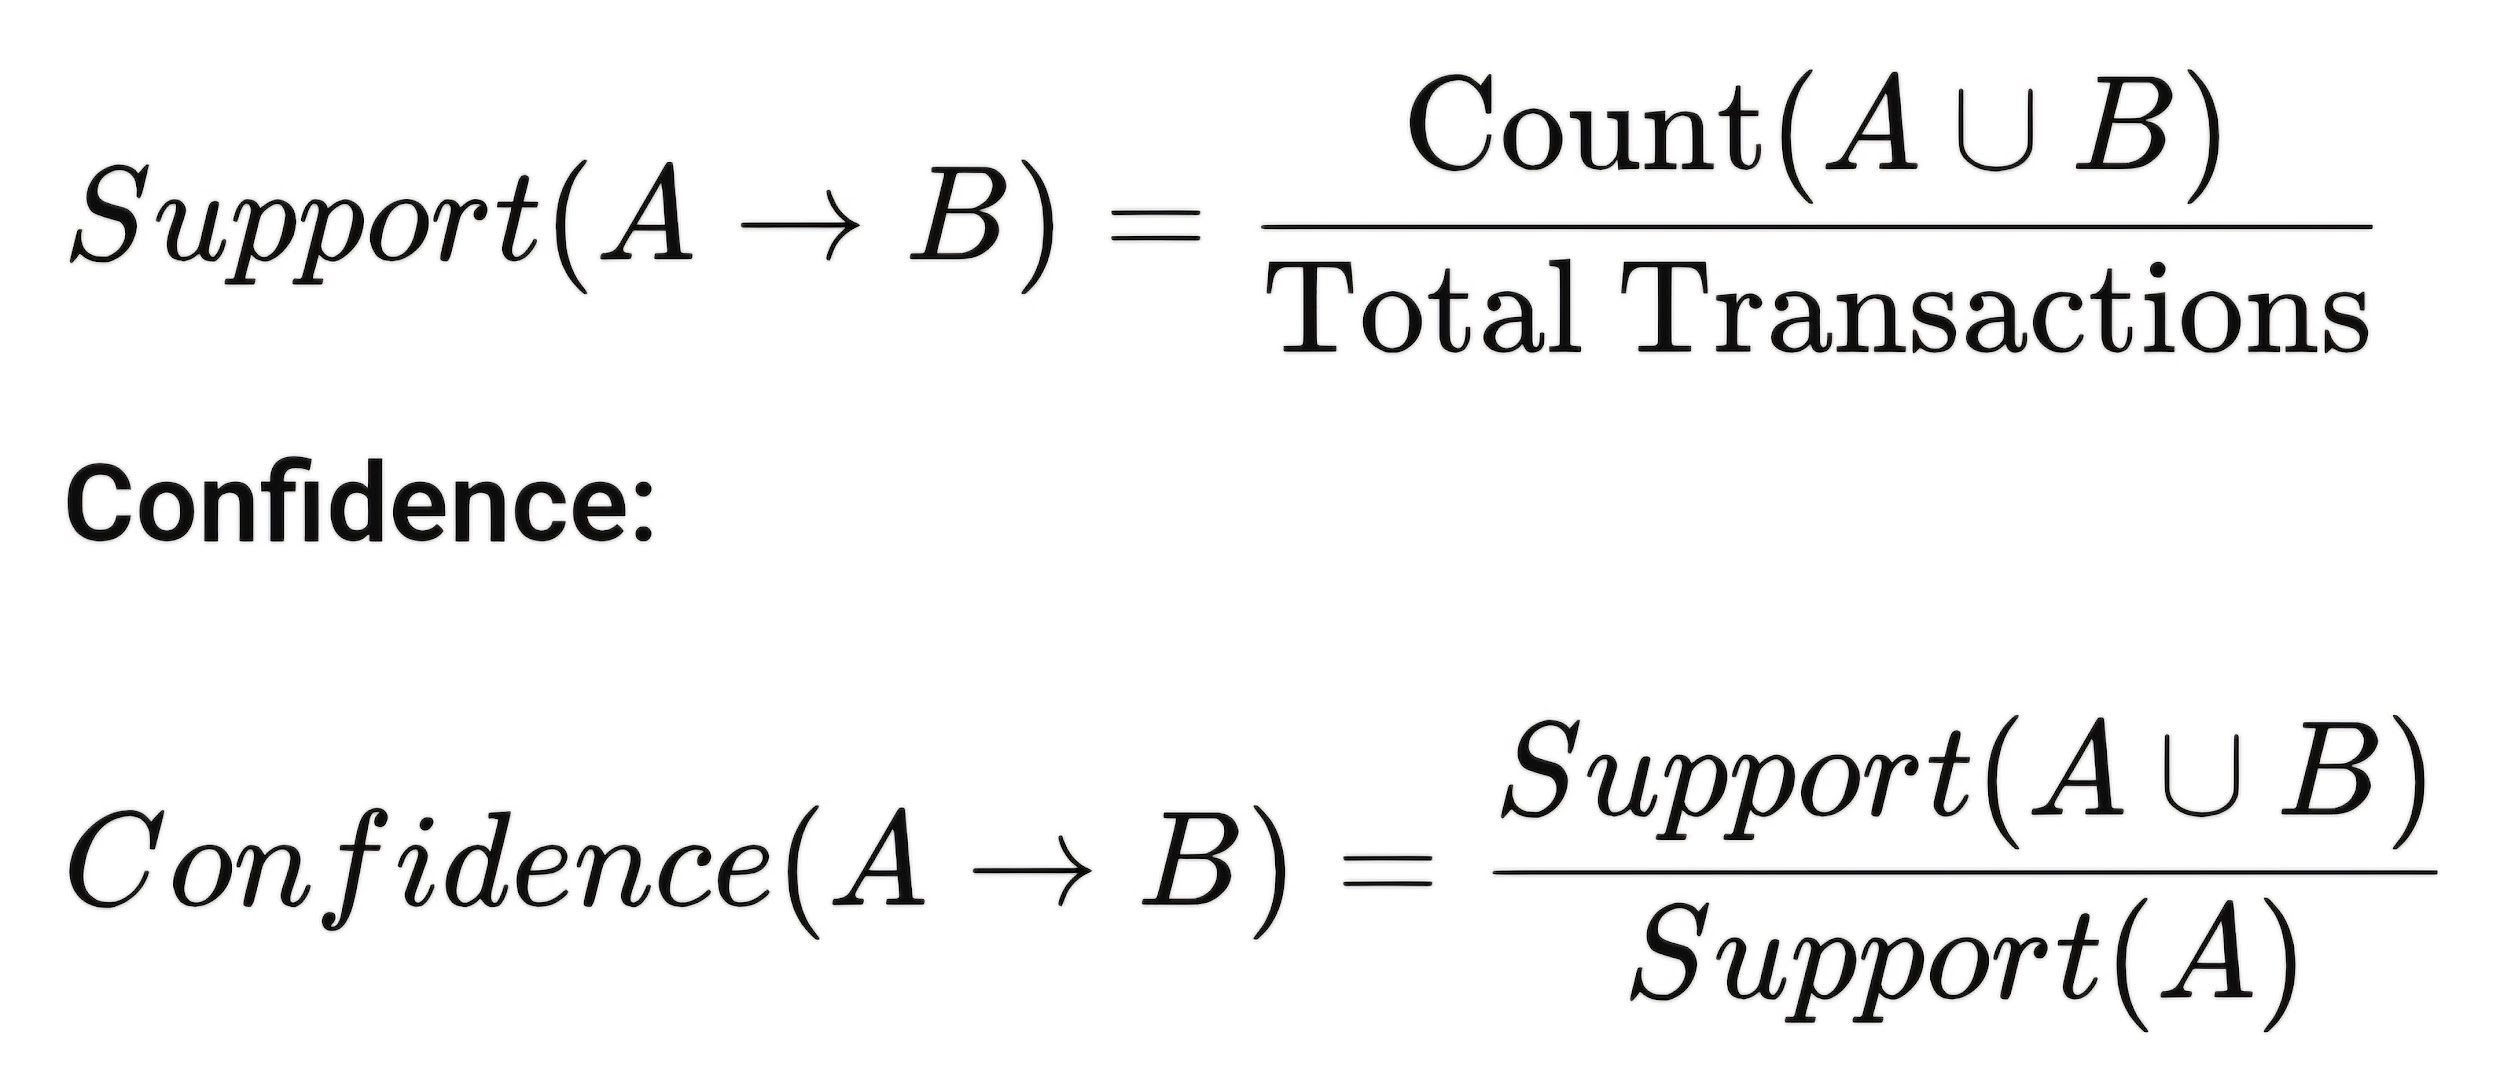 Support(A → B) = Count(A ∪ B) / Total Transactions
Confidence:
Confidence(A → B) = Support(A ∪ B) / Support(A)